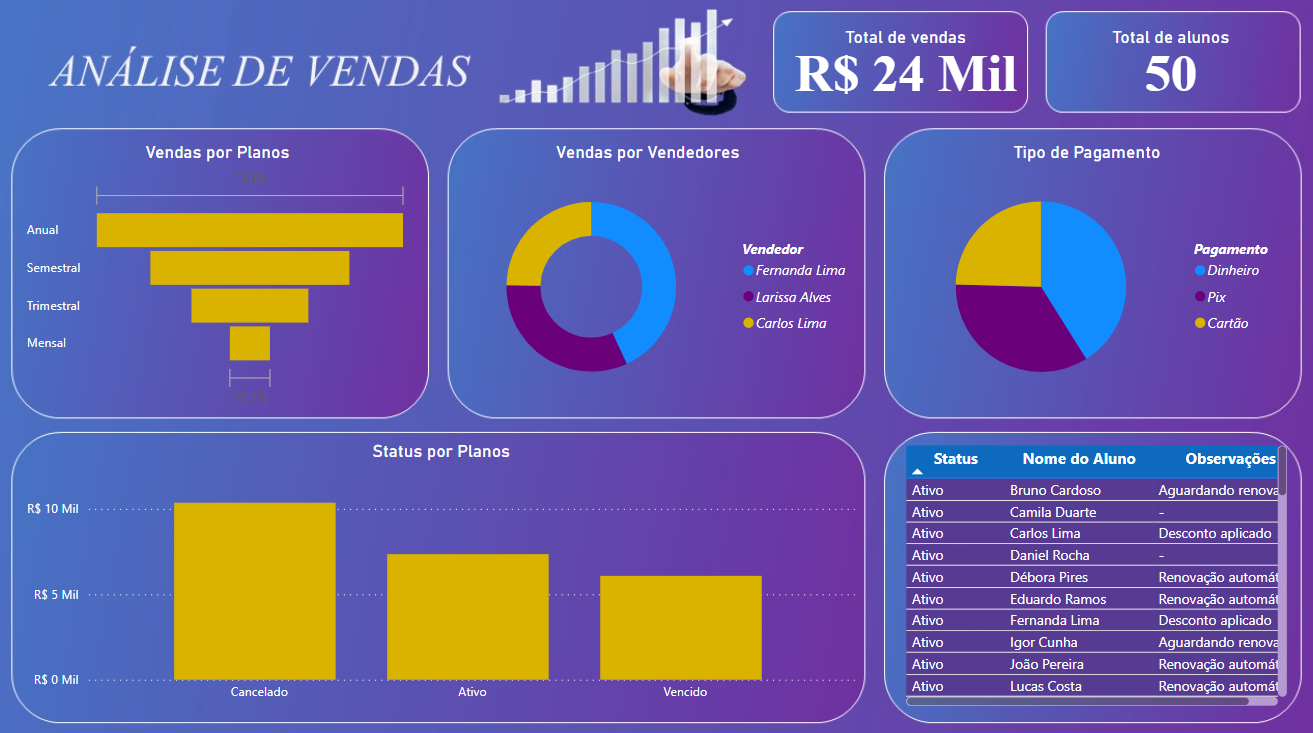 ANÁLISE DE VENDAS
Total de vendas
R$ 24 Mil
Total de alunos
50
Vendas por Planos
100%
Anual
Semestral
Trimestral
Mensal
Vendas por Vendedores
Vendedor
Fernanda Lima
Larissa Alves
Carlos Lima
Tipo de Pagamento
Pagamento
Dinheiro
Pix
Cartão
Status por Planos
R$ 10 Mil
R$ 5 Mil
R$ 0 Mil
Cancelado
Ativo
Vencido
Status Nome do Aluno Observações
Ativo Bruno Cardoso Aguardando renova
Ativo Camila Duarte -
Ativo Carlos Lima Desconto aplicado
Ativo Daniel Rocha -
Ativo Débora Pires Renovação automát
Ativo Eduardo Ramos Renovação automát
Ativo Fernanda Lima Desconto aplicado
Ativo Igor Cunha Aguardando renova
Ativo João Pereira Renovação automát
Ativo Lucas Costa Renovação automát